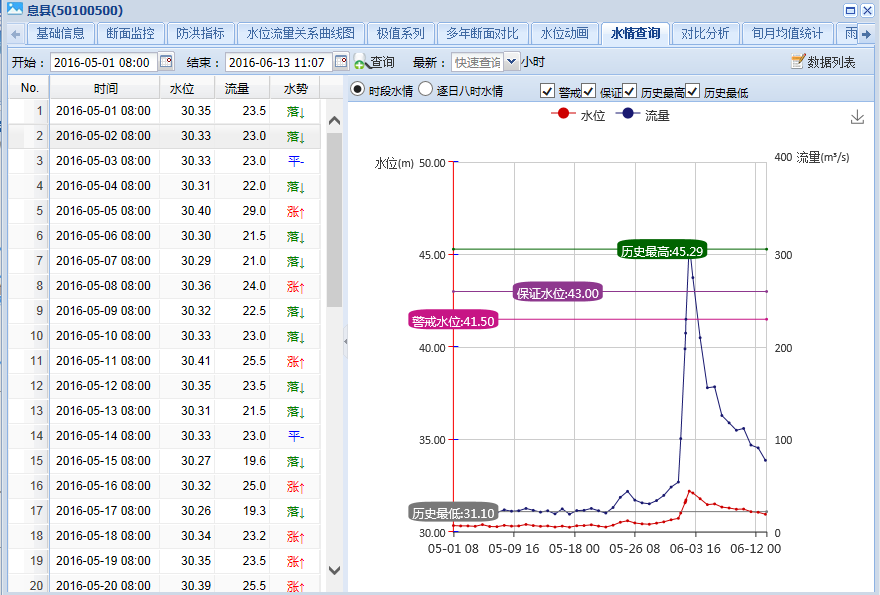 息县(50100500)
基础信息 断面监控 防洪指标 水位流量关系曲线图 极值系列 多年断面对比 水位动画 水情查询 对比分析 旬月均值统计 雨
开始： 2016-05-01 08:00 结束： 2016-06-13 11:07 查询 最新： 快速查询 小时 数据列表
No. 时间 水位 流量 水势
1 2016-05-01 08:00 30.35 23.5 落↓
2 2016-05-02 08:00 30.33 23.0 落↓
3 2016-05-03 08:00 30.33 23.0 平-
4 2016-05-04 08:00 30.31 22.0 落↓
5 2016-05-05 08:00 30.40 29.0 涨↑
6 2016-05-06 08:00 30.30 21.5 落↓
7 2016-05-07 08:00 30.29 21.0 落↓
8 2016-05-08 08:00 30.36 24.0 涨↑
9 2016-05-09 08:00 30.32 22.5 落↓
10 2016-05-10 08:00 30.33 23.0 落↓
11 2016-05-11 08:00 30.41 25.5 涨↑
12 2016-05-12 08:00 30.35 23.5 落↓
13 2016-05-13 08:00 30.31 21.5 落↓
14 2016-05-14 08:00 30.33 23.0 平-
15 2016-05-15 08:00 30.27 19.6 落↓
16 2016-05-16 08:00 30.32 25.0 涨↑
17 2016-05-17 08:00 30.26 19.3 落↓
18 2016-05-18 08:00 30.34 23.2 涨↑
19 2016-05-19 08:00 30.35 23.5 涨↑
20 2016-05-20 08:00 30.39 25.5 涨↑
时段水情 逐日八时水情 警戒 保证 历史最高 历史最低
水位 流量
水位(m) 50.00 400 流量(m³/s)
历史最高:45.29
45.00 300
保证水位:43.00
警戒水位:41.50
40.00 200
35.00 100
历史最低:31.10
30.00 0
05-01 08 05-09 16 05-18 00 05-26 08 06-03 16 06-12 00